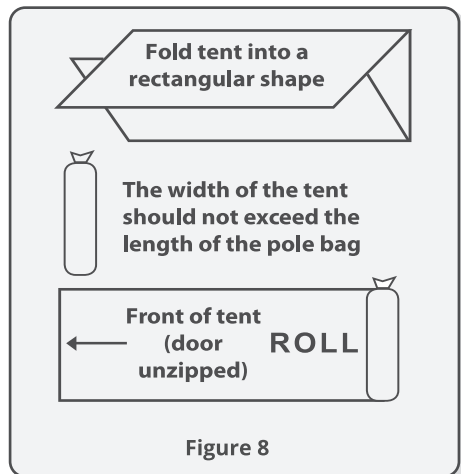 Fold tent into a
rectangular shape
The width of the tent
should not exceed the
length of the pole bag
Front of tent
(door ROLL
unzipped)
Figure 8